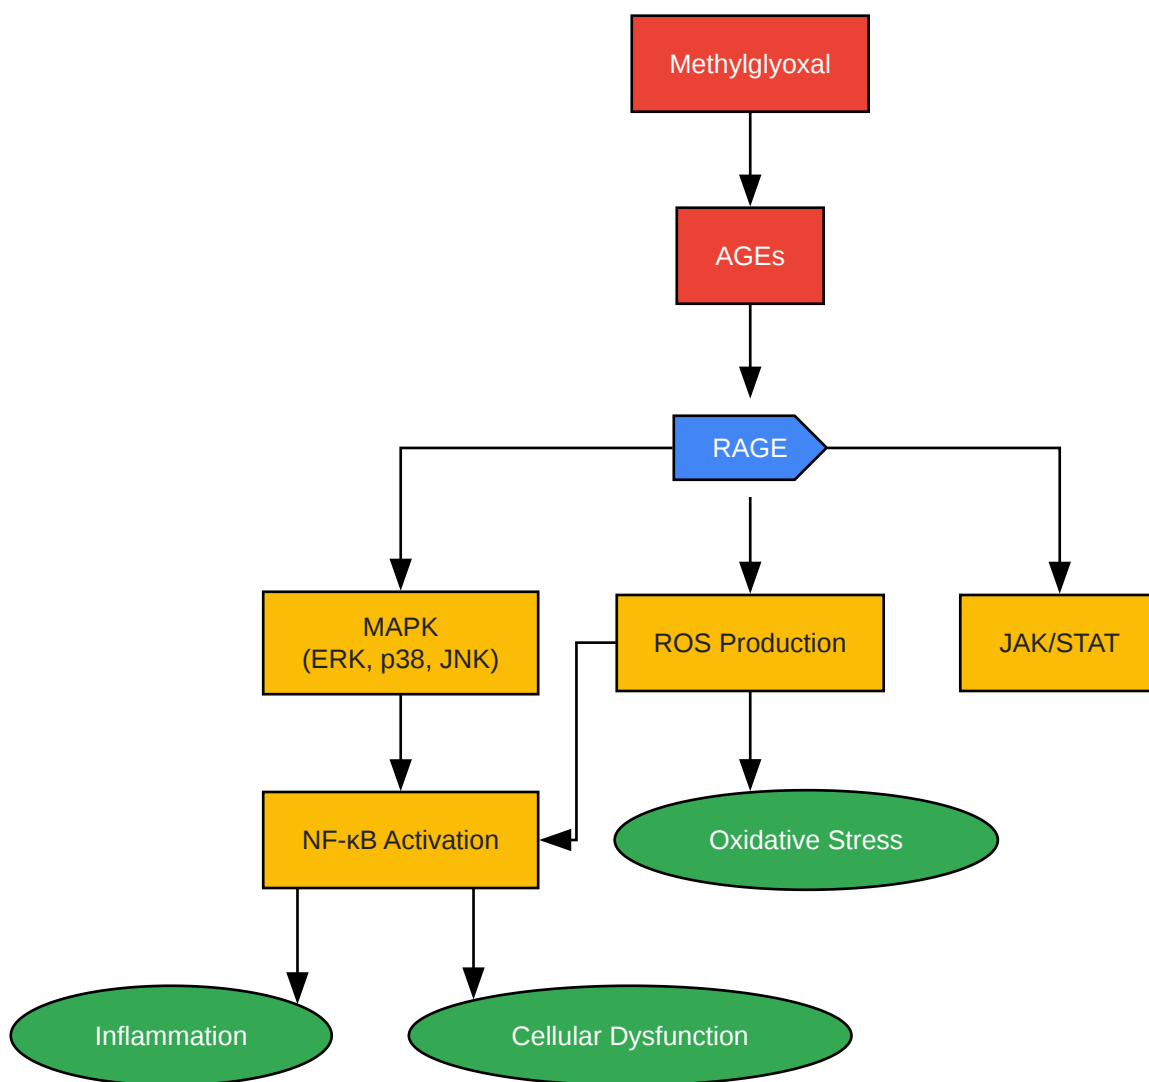 Methylglyoxal
AGEs
RAGE
MAPK
(ERK, p38, JNK)
ROS Production
JAK/STAT
NF-κB Activation
Oxidative Stress
Inflammation
Cellular Dysfunction